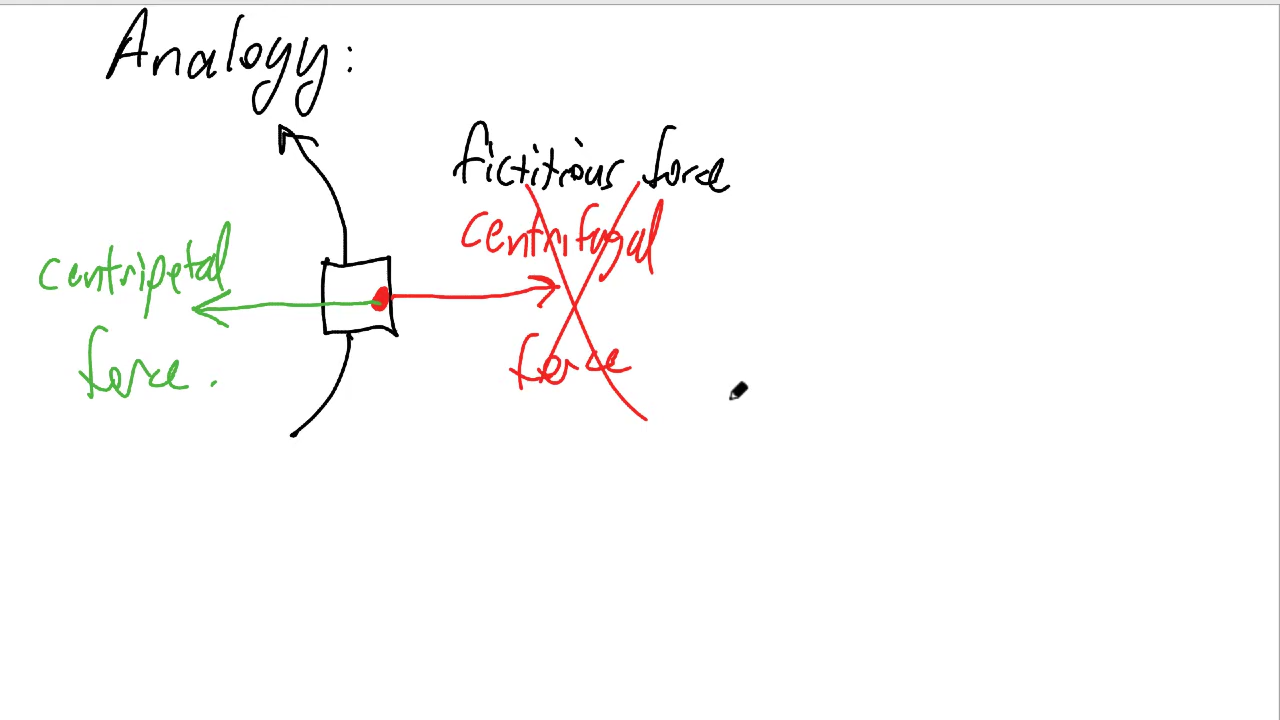 Analogy:
fictitious force
centrifugal
force
centripetal
force.